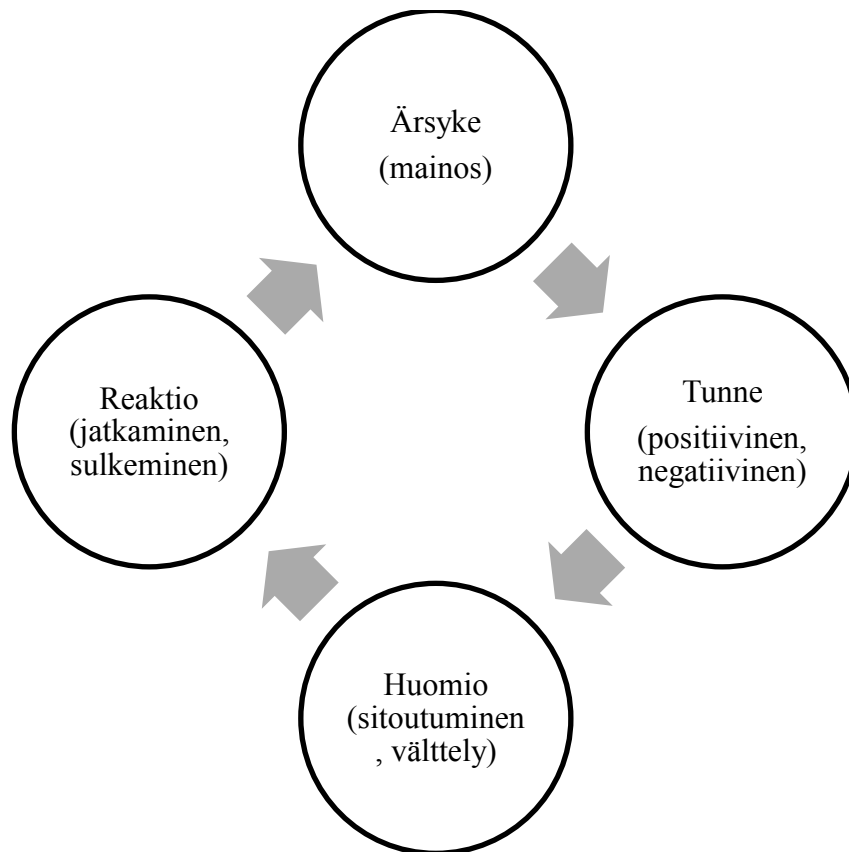 Ärsyke
(mainos)
Tunne
(positiivinen,
negatiivinen)
Huomio
(sitoutuminen
, välttely)
Reaktio
(jatkaminen,
sulkeminen)